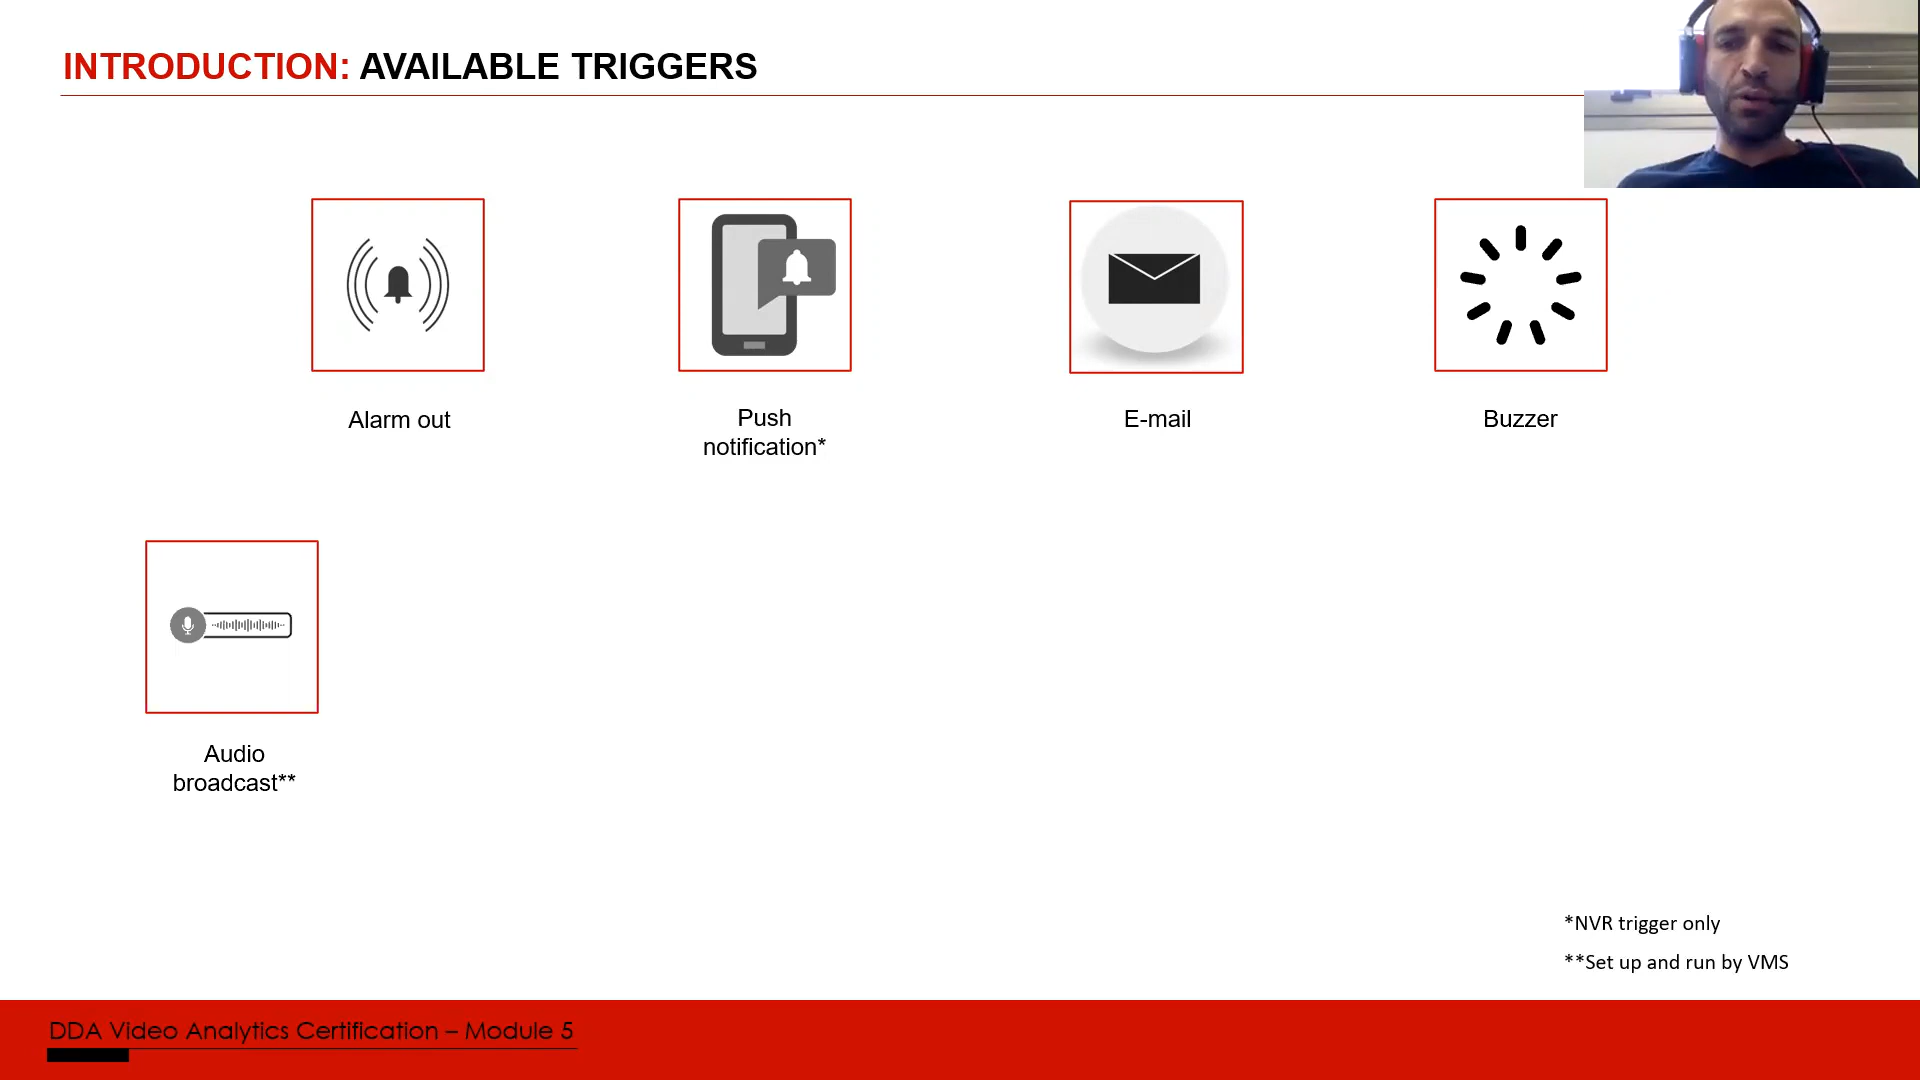 INTRODUCTION: AVAILABLE TRIGGERS
Alarm out
Push
notification*
E-mail
Buzzer
Audio
broadcast**
*NVR trigger only
**Set up and run by VMS
DDA Video Analytics Certification – Module 5